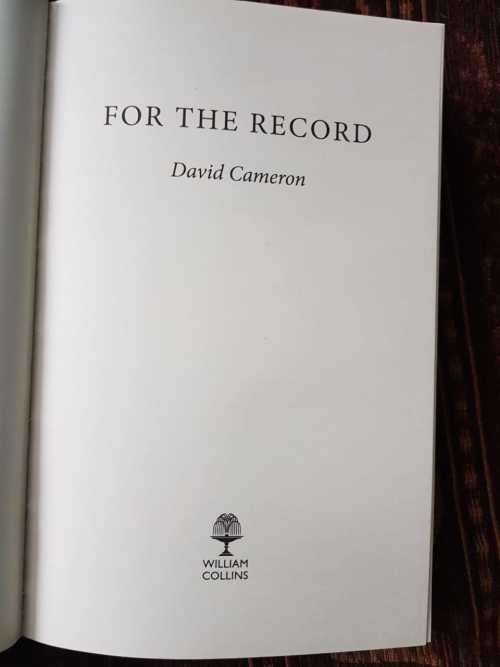 FOR THE RECORD
David Cameron
WILLIAM
COLLINS